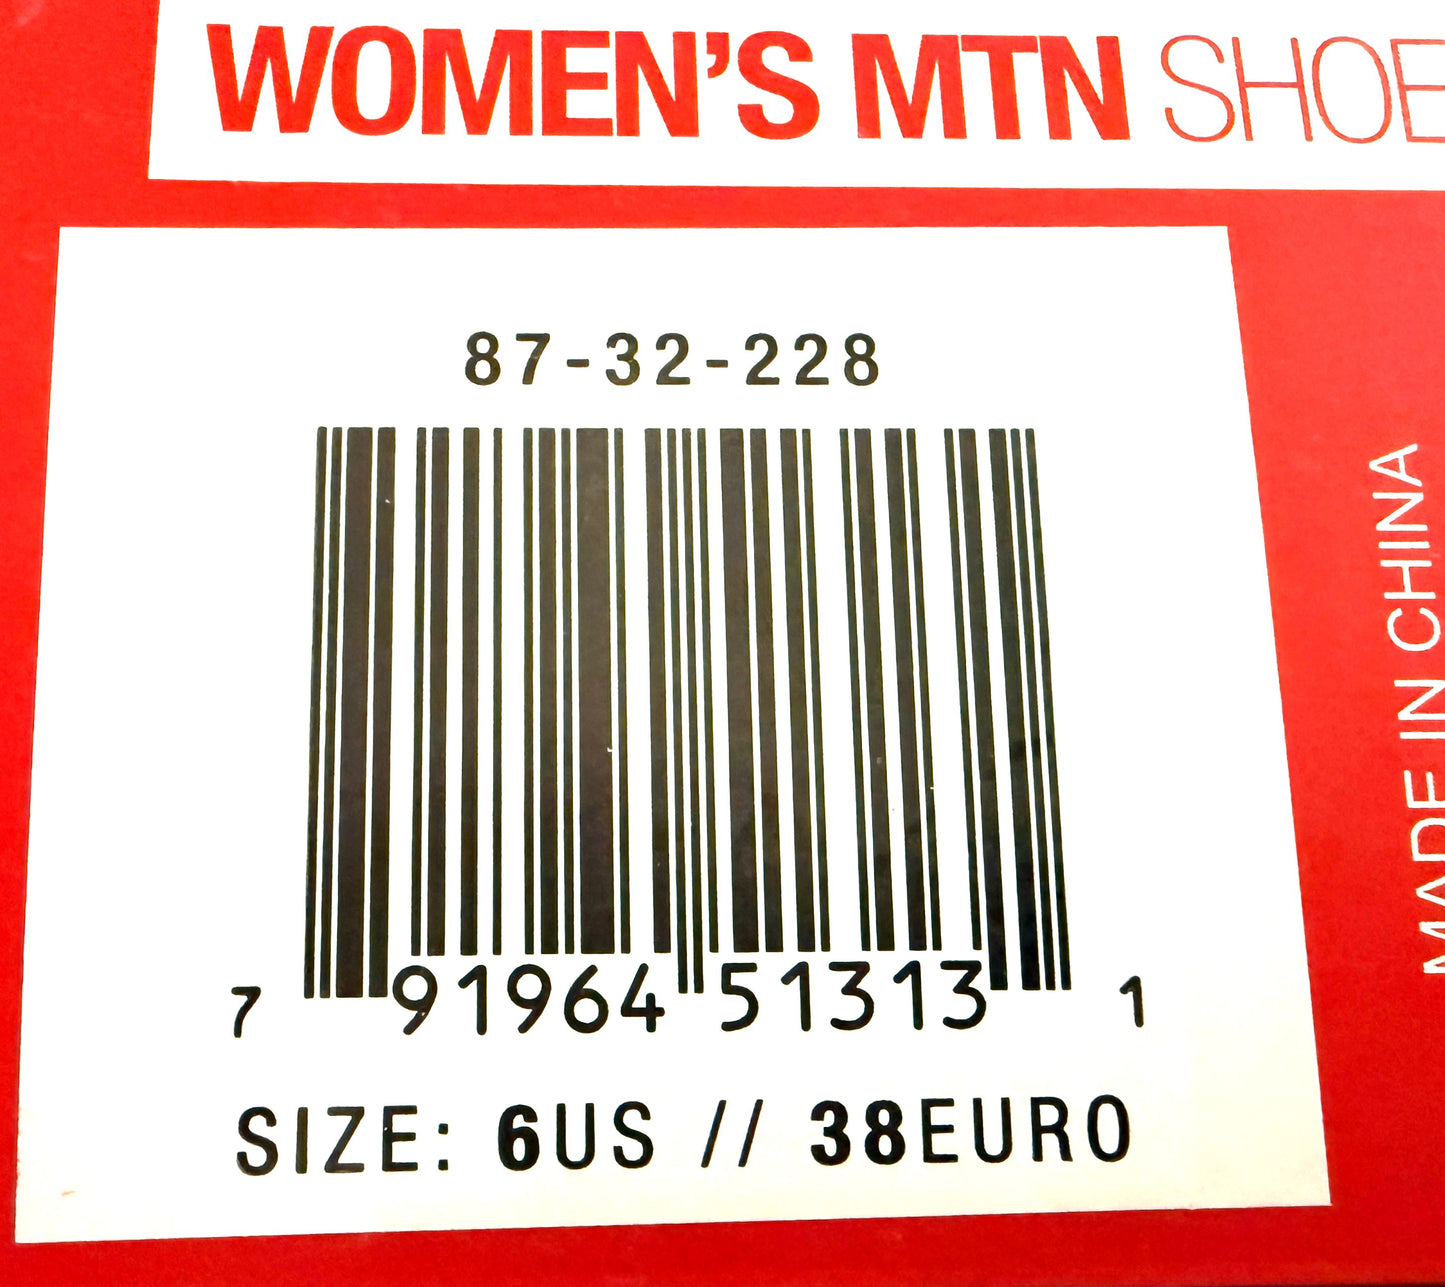 WOMEN'S MTN SHOE
87-32-228
7 91964 51313 1
SIZE: 6US // 38EURO
MADE IN CHINA